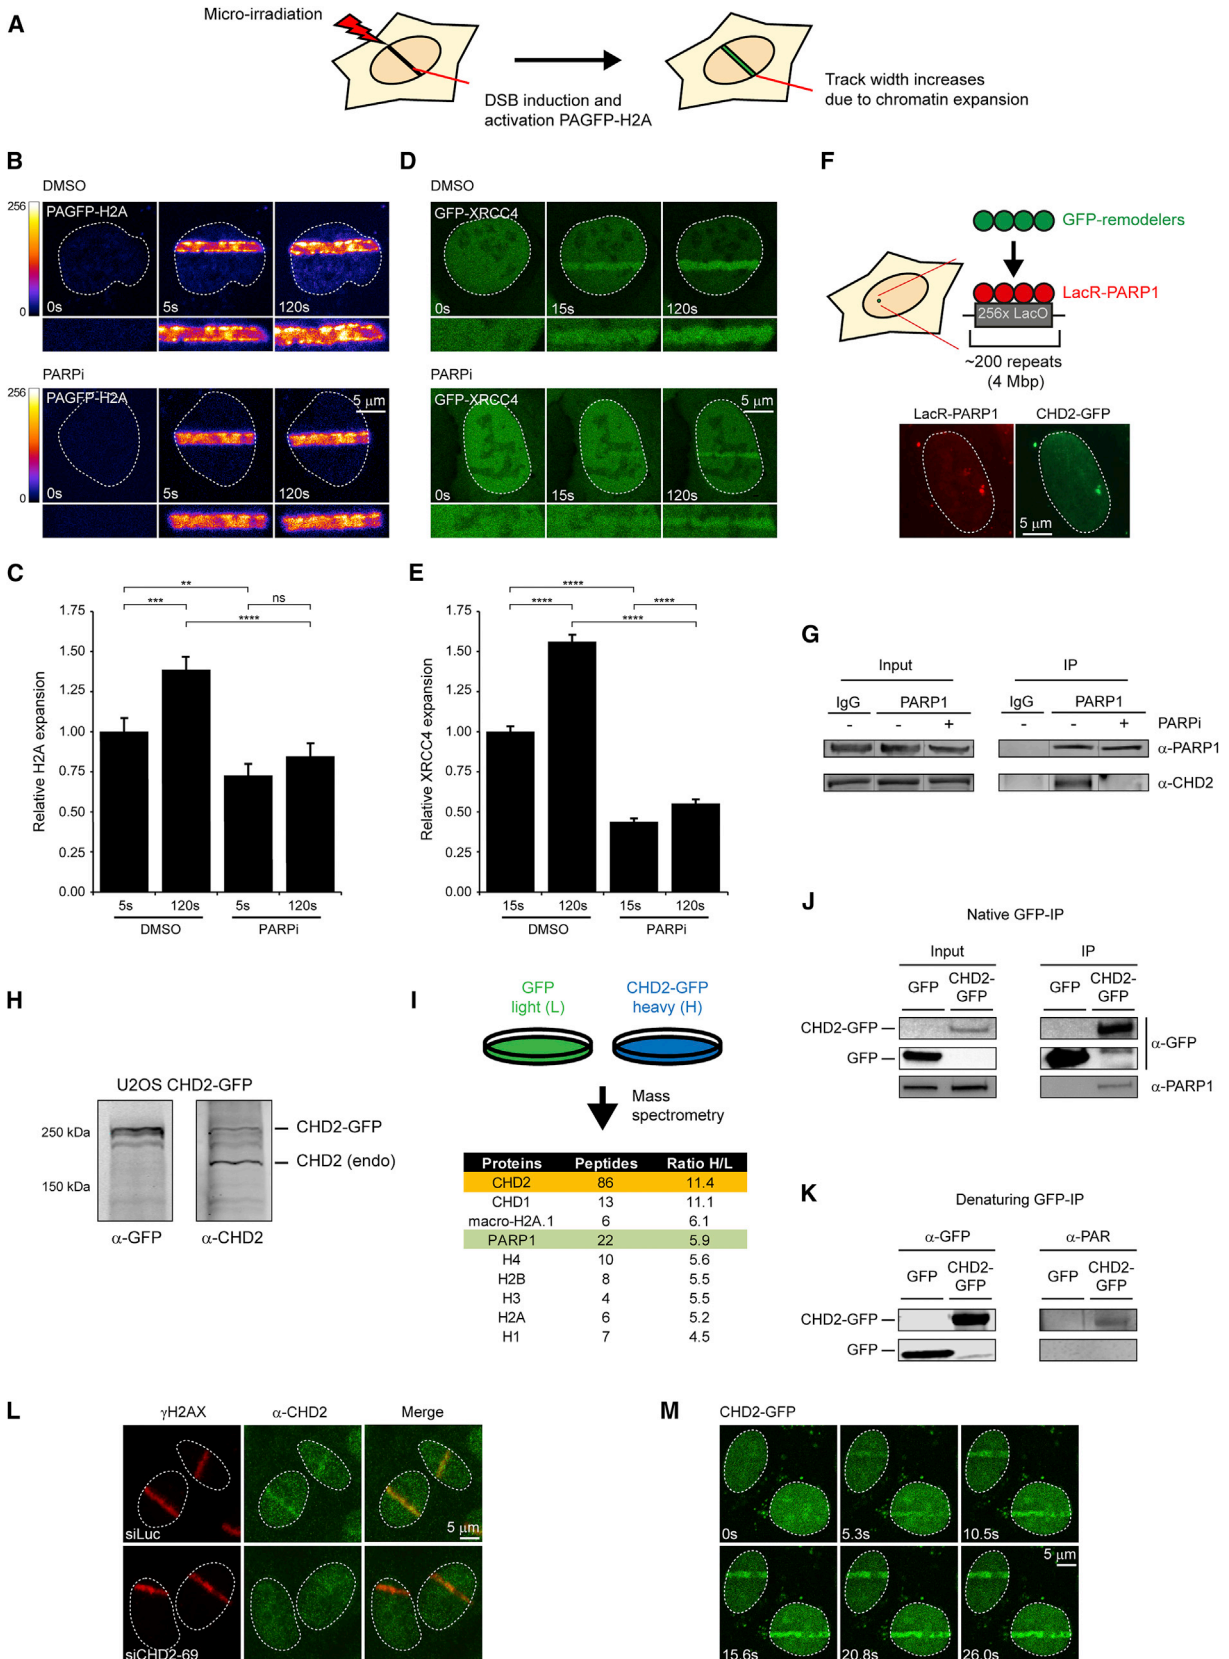 A
Micro-irradiation
DSB induction and
activation PAGFP-H2A
Track width increases
due to chromatin expansion
B
DMSO
256
0
PAGFP-H2A
0s
5s
120s
PARPi
256
0
PAGFP-H2A
0s
5s
120s
5 μm
D
DMSO
GFP-XRCC4
0s
15s
120s
PARPi
GFP-XRCC4
0s
15s
120s
5 μm
F
GFP-remodelers
LacR-PARP1
256x LacO
~200 repeats
(4 Mbp)
LacR-PARP1
CHD2-GFP
5 μm
C
Relative H2A expansion
1.75
1.50
1.25
1.00
0.75
0.50
0.25
0.00
**
***
ns
****
5s 120s 5s 120s
DMSO PARPi
E
Relative XRCC4 expansion
1.75
1.50
1.25
1.00
0.75
0.50
0.25
0.00
****
**** ****
****
15s 120s 15s 120s
DMSO PARPi
G
Input IP
IgG PARP1 IgG PARP1
- - + - - + PARPi
α-PARP1
α-CHD2
H
U2OS CHD2-GFP
250 kDa
150 kDa
CHD2-GFP
CHD2 (endo)
α-GFP α-CHD2
I
GFP
light (L)
CHD2-GFP
heavy (H)
Mass
spectrometry
Proteins Peptides Ratio H/L
CHD2 86 11.4
CHD1 13 11.1
macro-H2A.1 6 6.1
PARP1 22 5.9
H4 10 5.6
H2B 8 5.5
H3 4 5.5
H2A 6 5.2
H1 7 4.5
J
Native GFP-IP
Input IP
GFP CHD2-GFP GFP CHD2-GFP
CHD2-GFP
GFP
α-GFP
α-PARP1
K
Denaturing GFP-IP
α-GFP α-PAR
GFP CHD2-GFP GFP CHD2-GFP
CHD2-GFP
GFP
L
γH2AX α-CHD2 Merge
siLuc
5 μm
siCHD2-69
M
CHD2-GFP
0s 5.3s 10.5s
5 μm
15.6s 20.8s 26.0s